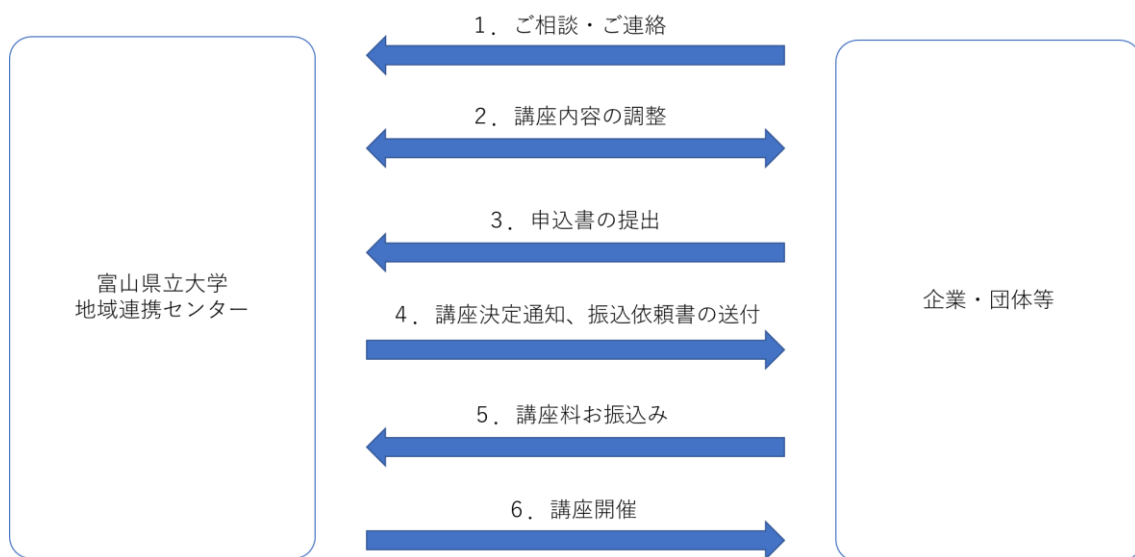 1．ご相談・ご連絡
2．講座内容の調整
3．申込書の提出
富山県立大学
地域連携センター
企業・団体等
4．講座決定通知、振込依頼書の送付
5．講座料お振込み
6．講座開催